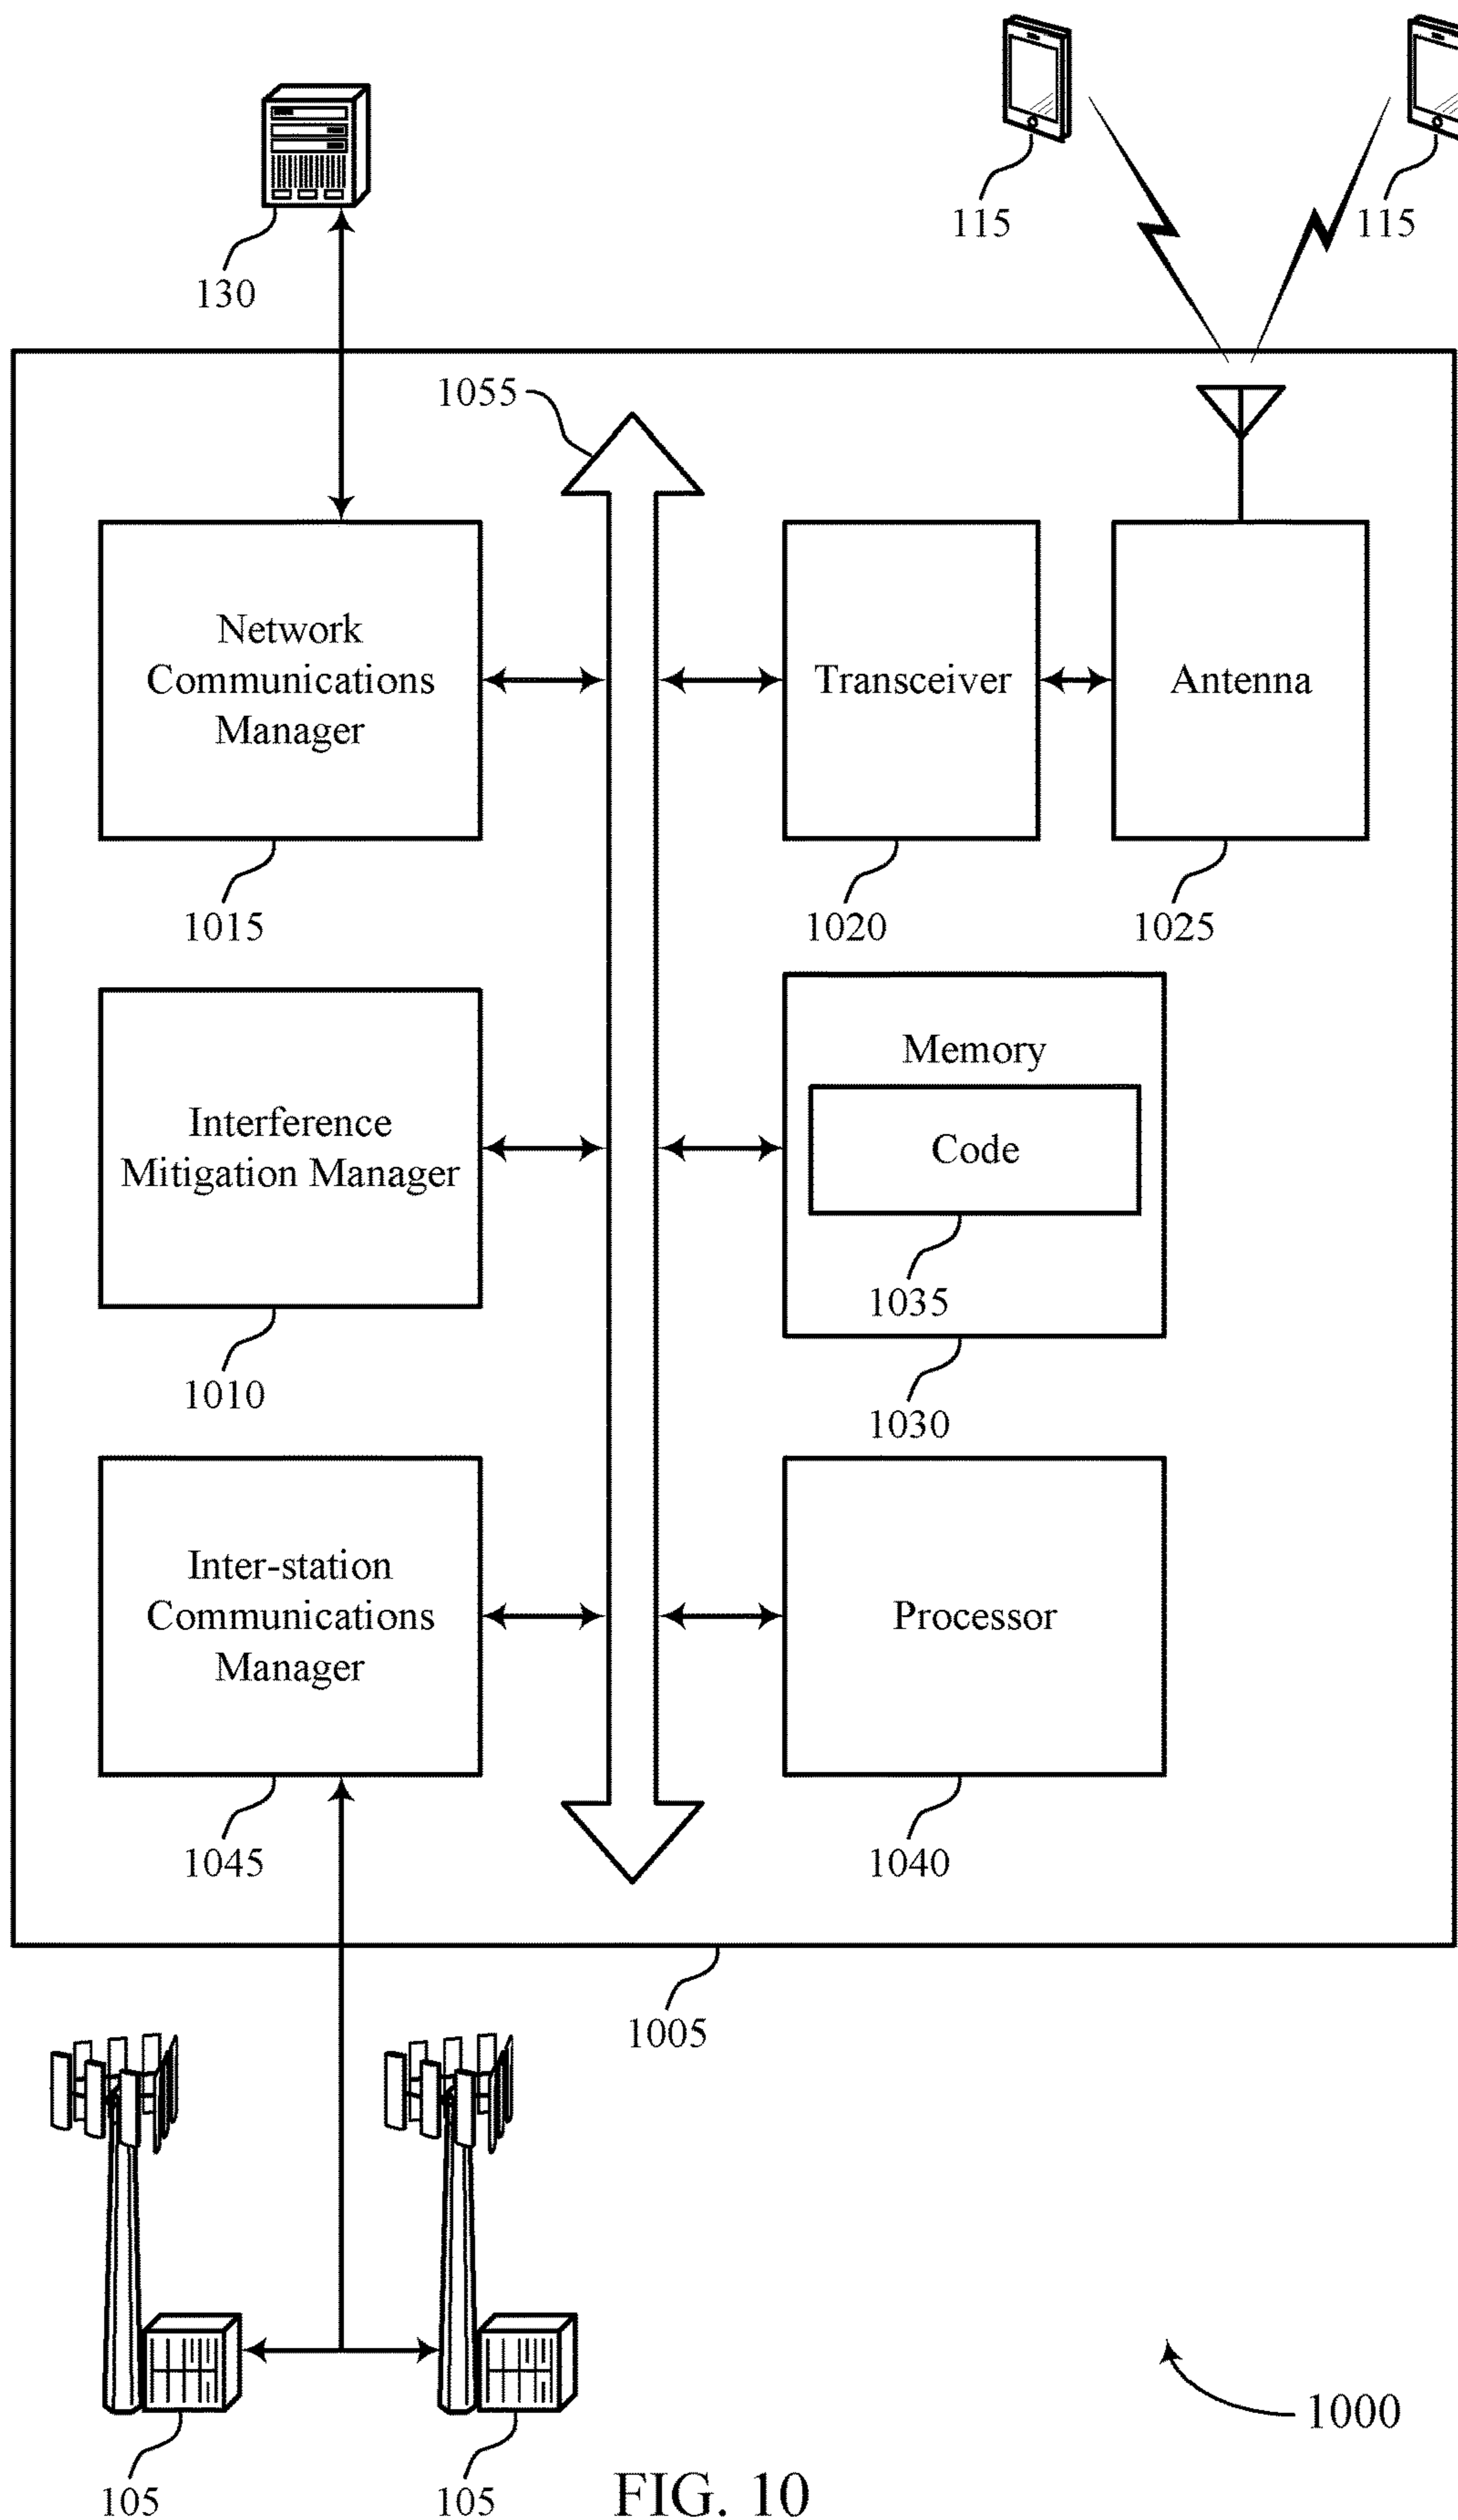 115
115
130
1055
Network
Communications
Manager
Transceiver
Antenna
1015
1020
1025
Memory
Interference
Mitigation Manager
Code
1035
1010
1030
Inter-station
Communications
Manager
Processor
1045
1040
1005
1000
105
105
FIG. 10